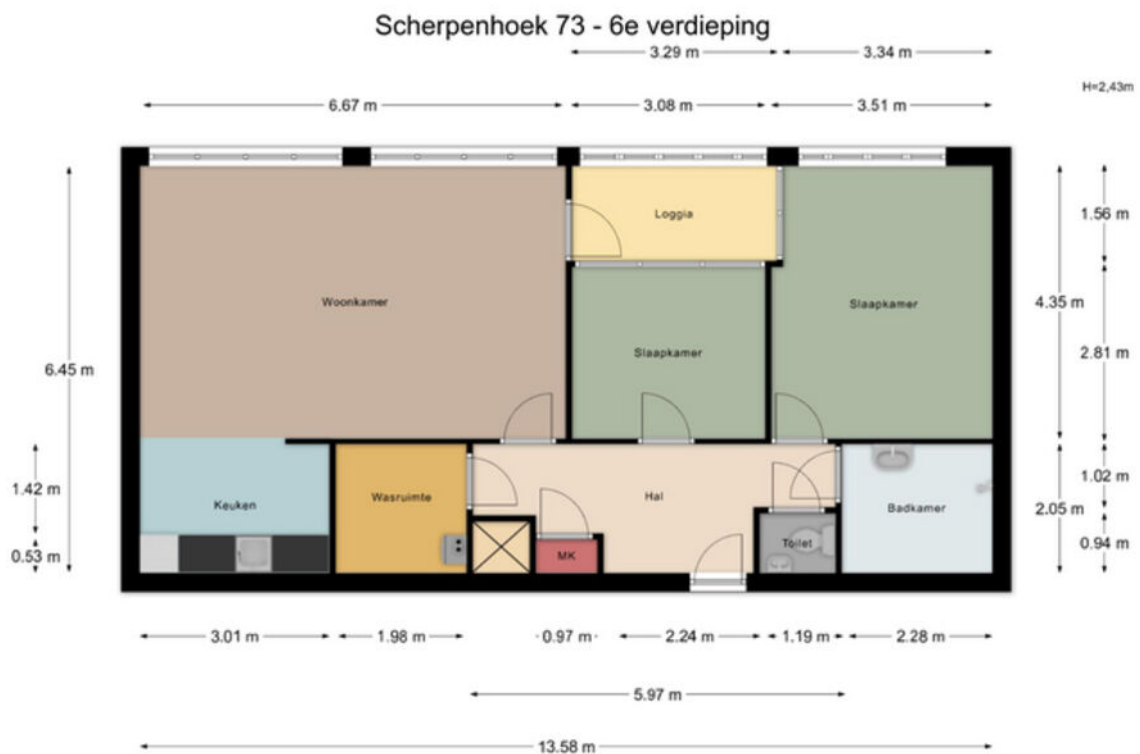 Scherpenhoek 73 - 6e verdieping
3.29 m
3.34 m
H=2,43m
6.67 m
3.08 m
3.51 m
Loggia
1.56 m
Woonkamer
Slaapkamer
4.35 m
Slaapkamer
2.81 m
6.45 m
1.42 m
Keuken
Wasruimte
Hal
Badkamer
1.02 m
2.05 m
0.53 m
MK
Toilet
0.94 m
3.01 m
1.98 m
0.97 m
2.24 m
1.19 m
2.28 m
5.97 m
13.58 m